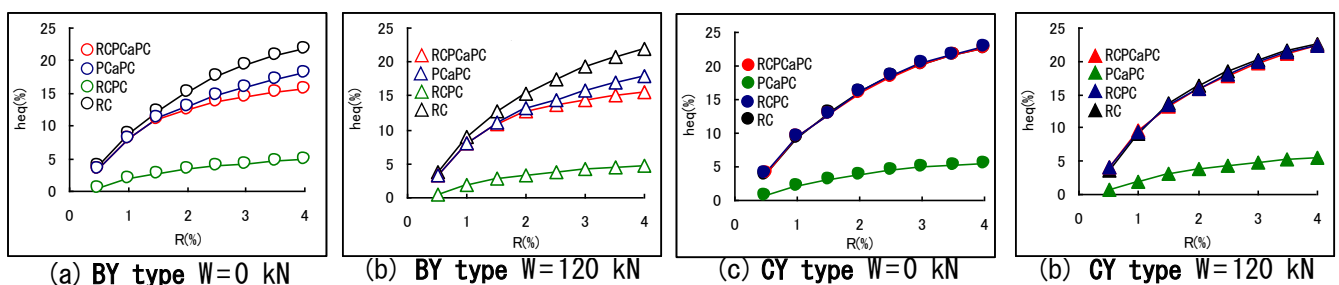 heq(%)
25
20
15
10
5
0
RCPCaPC
PCaPC
RCPC
RC
0 1 2 3 4
R(%)
(a) BY type W=0 kN
heq(%)
25
20
15
10
5
0
RCPCaPC
PCaPC
RCPC
RC
0 1 2 3 4
R(%)
(b) BY type W=120 kN
heq(%)
25
20
15
10
5
0
RCPCaPC
PCaPC
RCPC
RC
0 1 2 3 4
R(%)
(c) CY type W=0 kN
heq(%)
25
20
15
10
5
0
RCPCaPC
PCaPC
RCPC
RC
0 1 2 3 4
R(%)
(b) CY type W=120 kN